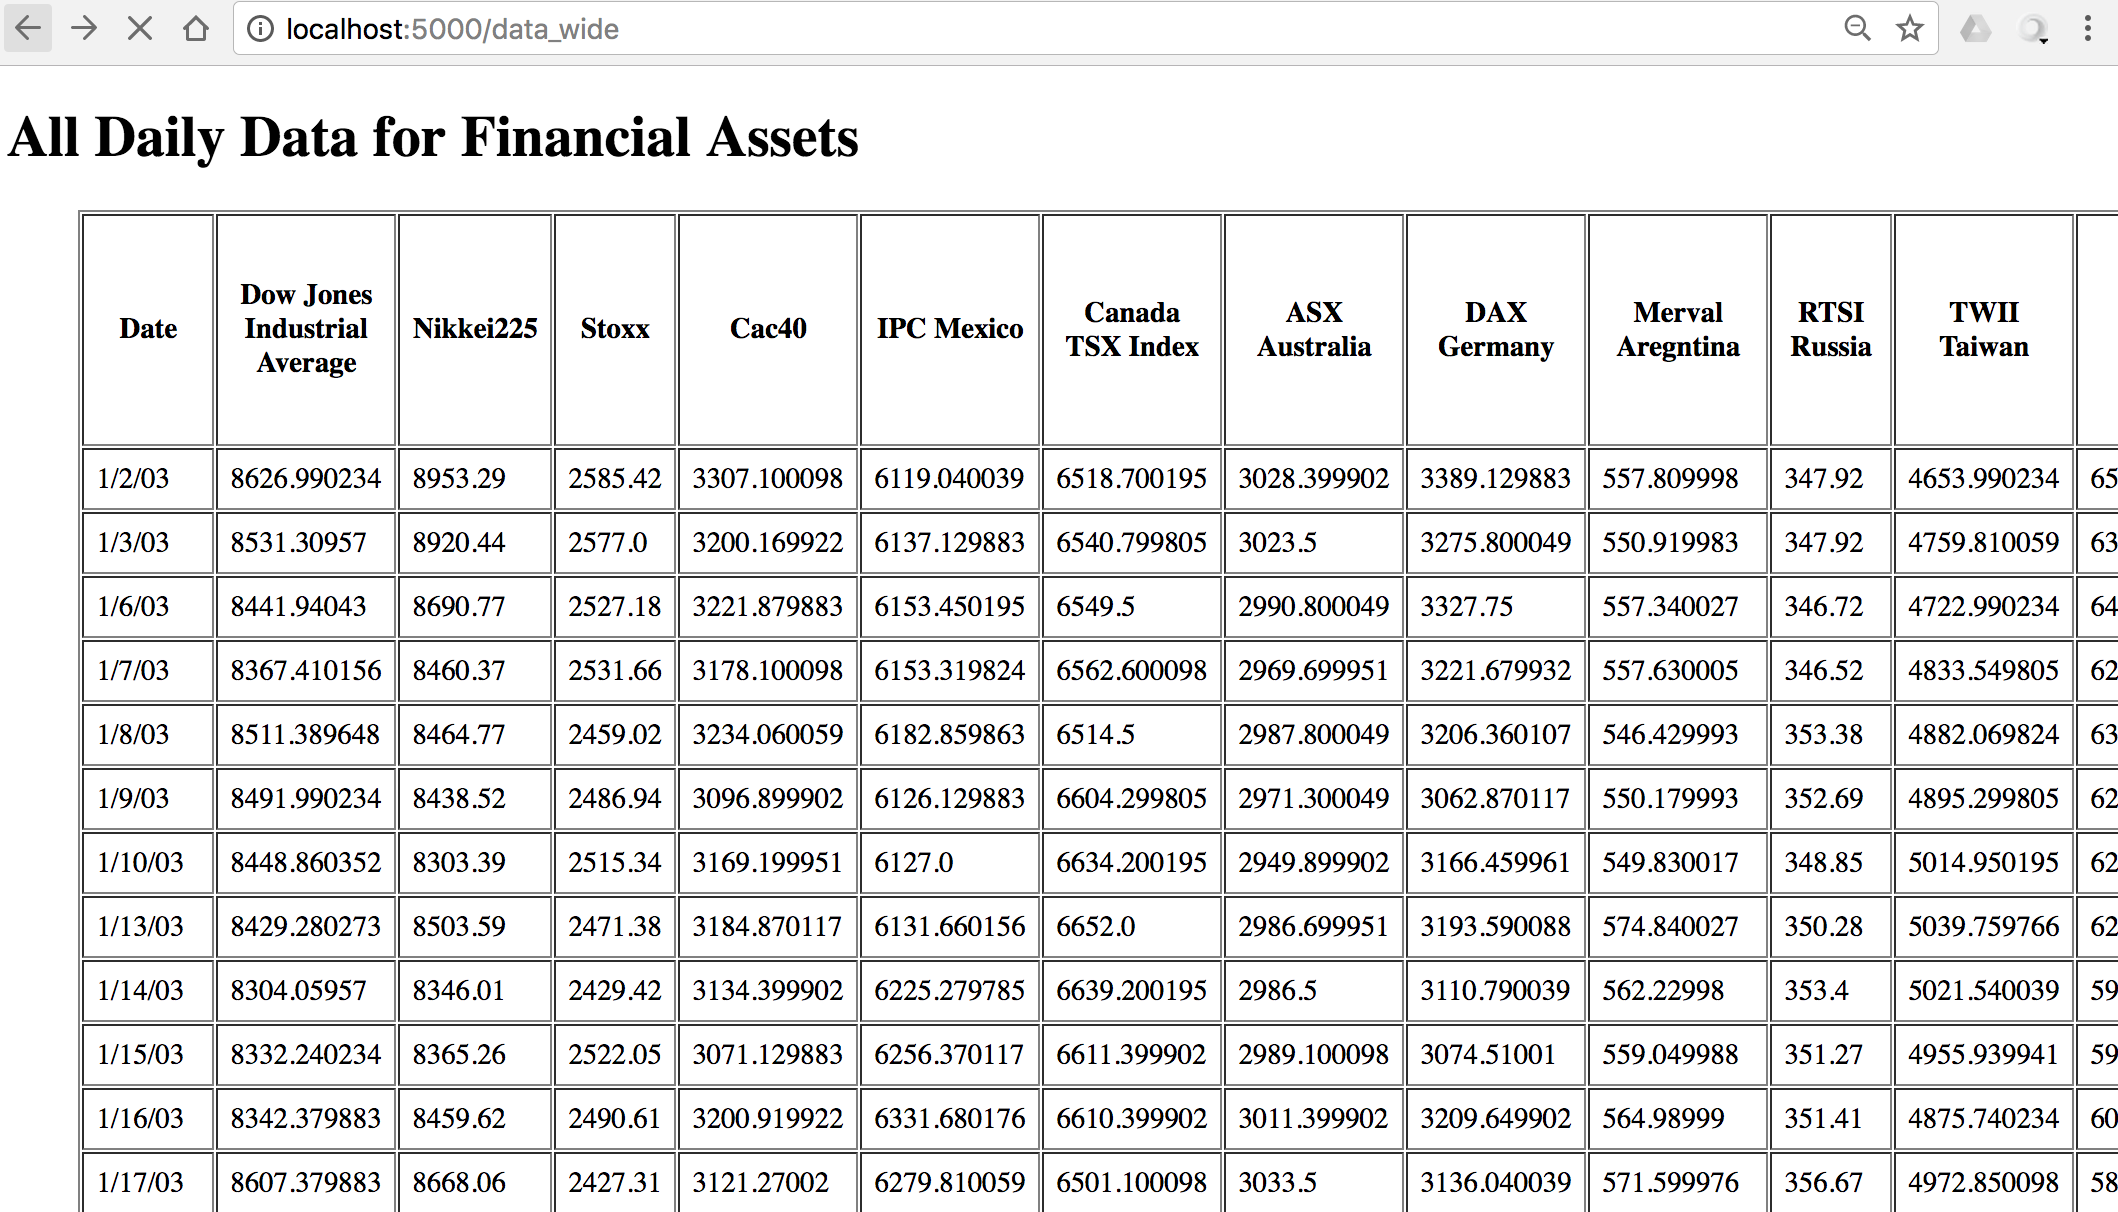 localhost:5000/data_wide
All Daily Data for Financial Assets
Date Dow Jones Industrial Average Nikkei225 Stoxx Cac40 IPC Mexico Canada TSX Index ASX Australia DAX Germany Merval Aregntina RTSI Russia TWII Taiwan
1/2/03 8626.990234 8953.29 2585.42 3307.100098 6119.040039 6518.700195 3028.399902 3389.129883 557.809998 347.92 4653.990234 65
1/3/03 8531.30957 8920.44 2577.0 3200.169922 6137.129883 6540.799805 3023.5 3275.800049 550.919983 347.92 4759.810059 63
1/6/03 8441.94043 8690.77 2527.18 3221.879883 6153.450195 6549.5 2990.800049 3327.75 557.340027 346.72 4722.990234 64
1/7/03 8367.410156 8460.37 2531.66 3178.100098 6153.319824 6562.600098 2969.699951 3221.679932 557.630005 346.52 4833.549805 62
1/8/03 8511.389648 8464.77 2459.02 3234.060059 6182.859863 6514.5 2987.800049 3206.360107 546.429993 353.38 4882.069824 63
1/9/03 8491.990234 8438.52 2486.94 3096.899902 6126.129883 6604.299805 2971.300049 3062.870117 550.179993 352.69 4895.299805 62
1/10/03 8448.860352 8303.39 2515.34 3169.199951 6127.0 6634.200195 2949.899902 3166.459961 549.830017 348.85 5014.950195 62
1/13/03 8429.280273 8503.59 2471.38 3184.870117 6131.660156 6652.0 2986.699951 3193.590088 574.840027 350.28 5039.759766 62
1/14/03 8304.05957 8346.01 2429.42 3134.399902 6225.279785 6639.200195 2986.5 3110.790039 562.22998 353.4 5021.540039 59
1/15/03 8332.240234 8365.26 2522.05 3071.129883 6256.370117 6611.399902 2989.100098 3074.51001 559.049988 351.27 4955.939941 59
1/16/03 8342.379883 8459.62 2490.61 3200.919922 6331.680176 6610.399902 3011.399902 3209.649902 564.98999 351.41 4875.740234 60
1/17/03 8607.379883 8668.06 2427.31 3121.27002 6279.810059 6501.100098 3033.5 3136.040039 571.599976 356.67 4972.850098 58